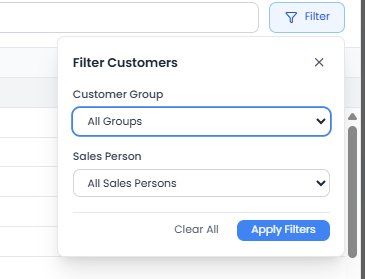 Filter
Filter Customers
Customer Group
All Groups
Sales Person
All Sales Persons
Clear All
Apply Filters